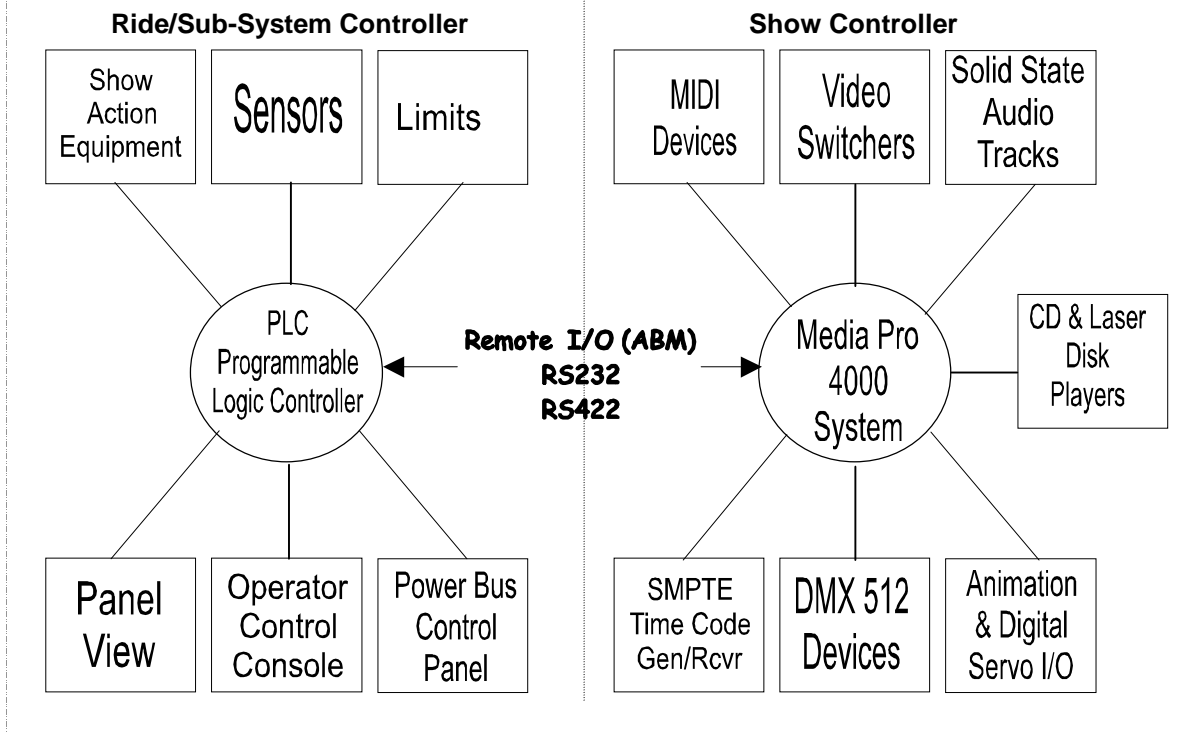 Ride/Sub-System Controller
Show
Action
Equipment
Sensors
Limits
PLC
Programmable
Logic Controller
Panel
View
Operator
Control
Console
Power Bus
Control
Panel
Remote I/O (ABM)
RS232
RS422
Show Controller
MIDI
Devices
Video
Switchers
Solid State
Audio
Tracks
Media Pro
4000
System
CD & Laser
Disk
Players
SMPTE
Time Code
Gen/Rcvr
DMX 512
Devices
Animation
& Digital
Servo I/O